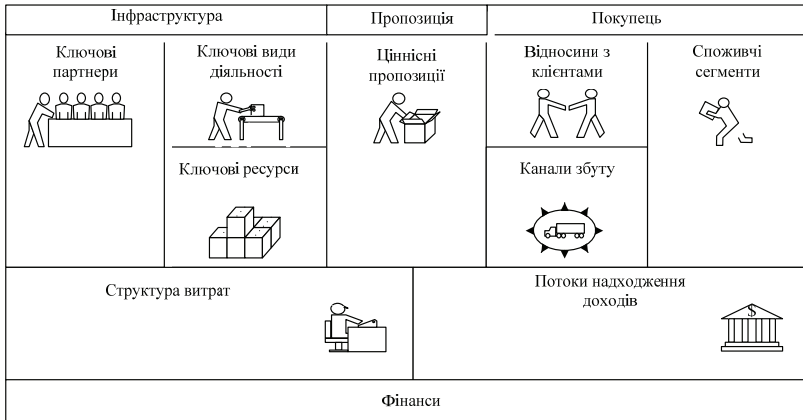 Інфраструктура
Пропозиція
Покупець
Ключові
партнери
Ключові види
діяльності
Ключові ресурси
Ціннісні
пропозиції
Відносини з
клієнтами
Канали збуту
Споживчі
сегменти
Структура витрат
Потоки надходження
доходів
$
Фінанси